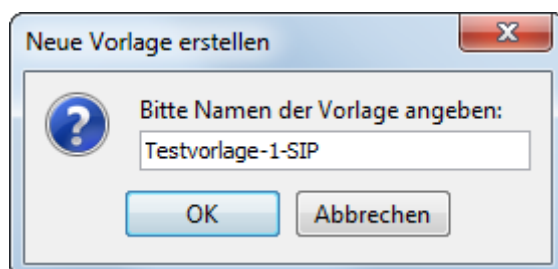 Neue Vorlage erstellen
Bitte Namen der Vorlage angeben:
Testvorlage-1-SIP
OK
Abbrechen